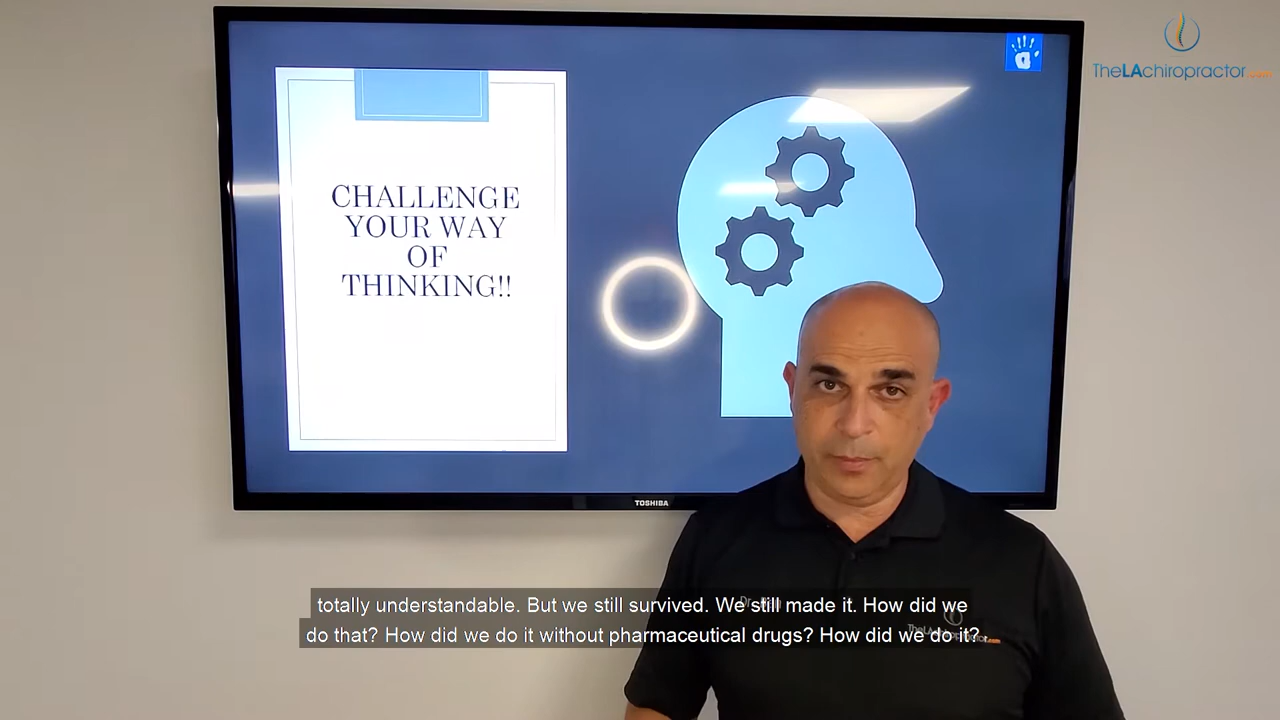 TheLAchiropractor.com
CHALLENGE
YOUR WAY
OF
THINKING!!
TOSHIBA
totally understandable. But we still survived. We still made it. How did we
do that? How did we do it without pharmaceutical drugs? How did we do it?